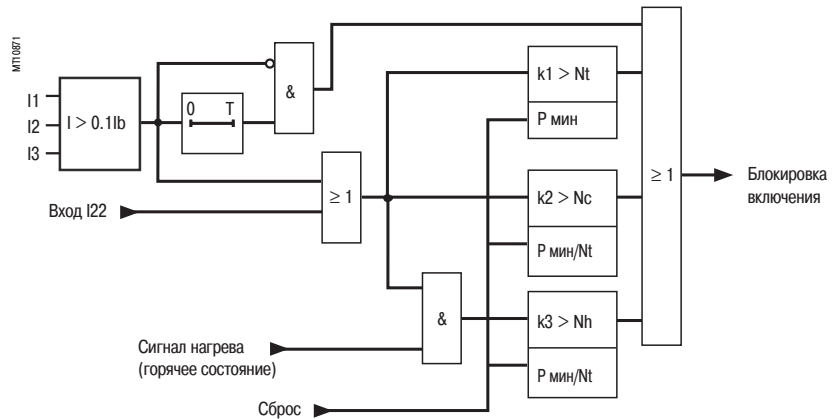 MT10871
I1
I2
I3
I > 0.1Ib
0 T
&
≥ 1
Вход I22
&
Сигнал нагрева
(горячее состояние)
Сброс
k1 > Nt
P мин
k2 > Nc
P мин/Nt
k3 > Nh
P мин/Nt
≥ 1
Блокировка
включения